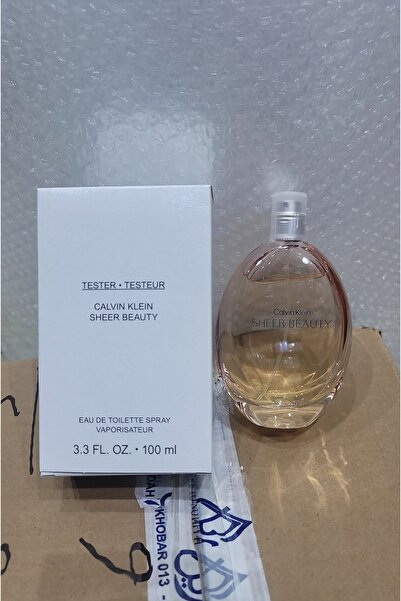 TESTER • TESTEUR
CALVIN KLEIN
SHEER BEAUTY
EAU DE TOILETTE SPRAY
VAPORISATEUR
3.3 FL. OZ. • 100 ml
Calvin Klein
SHEER BEAUTY
KHOBAR 013 -